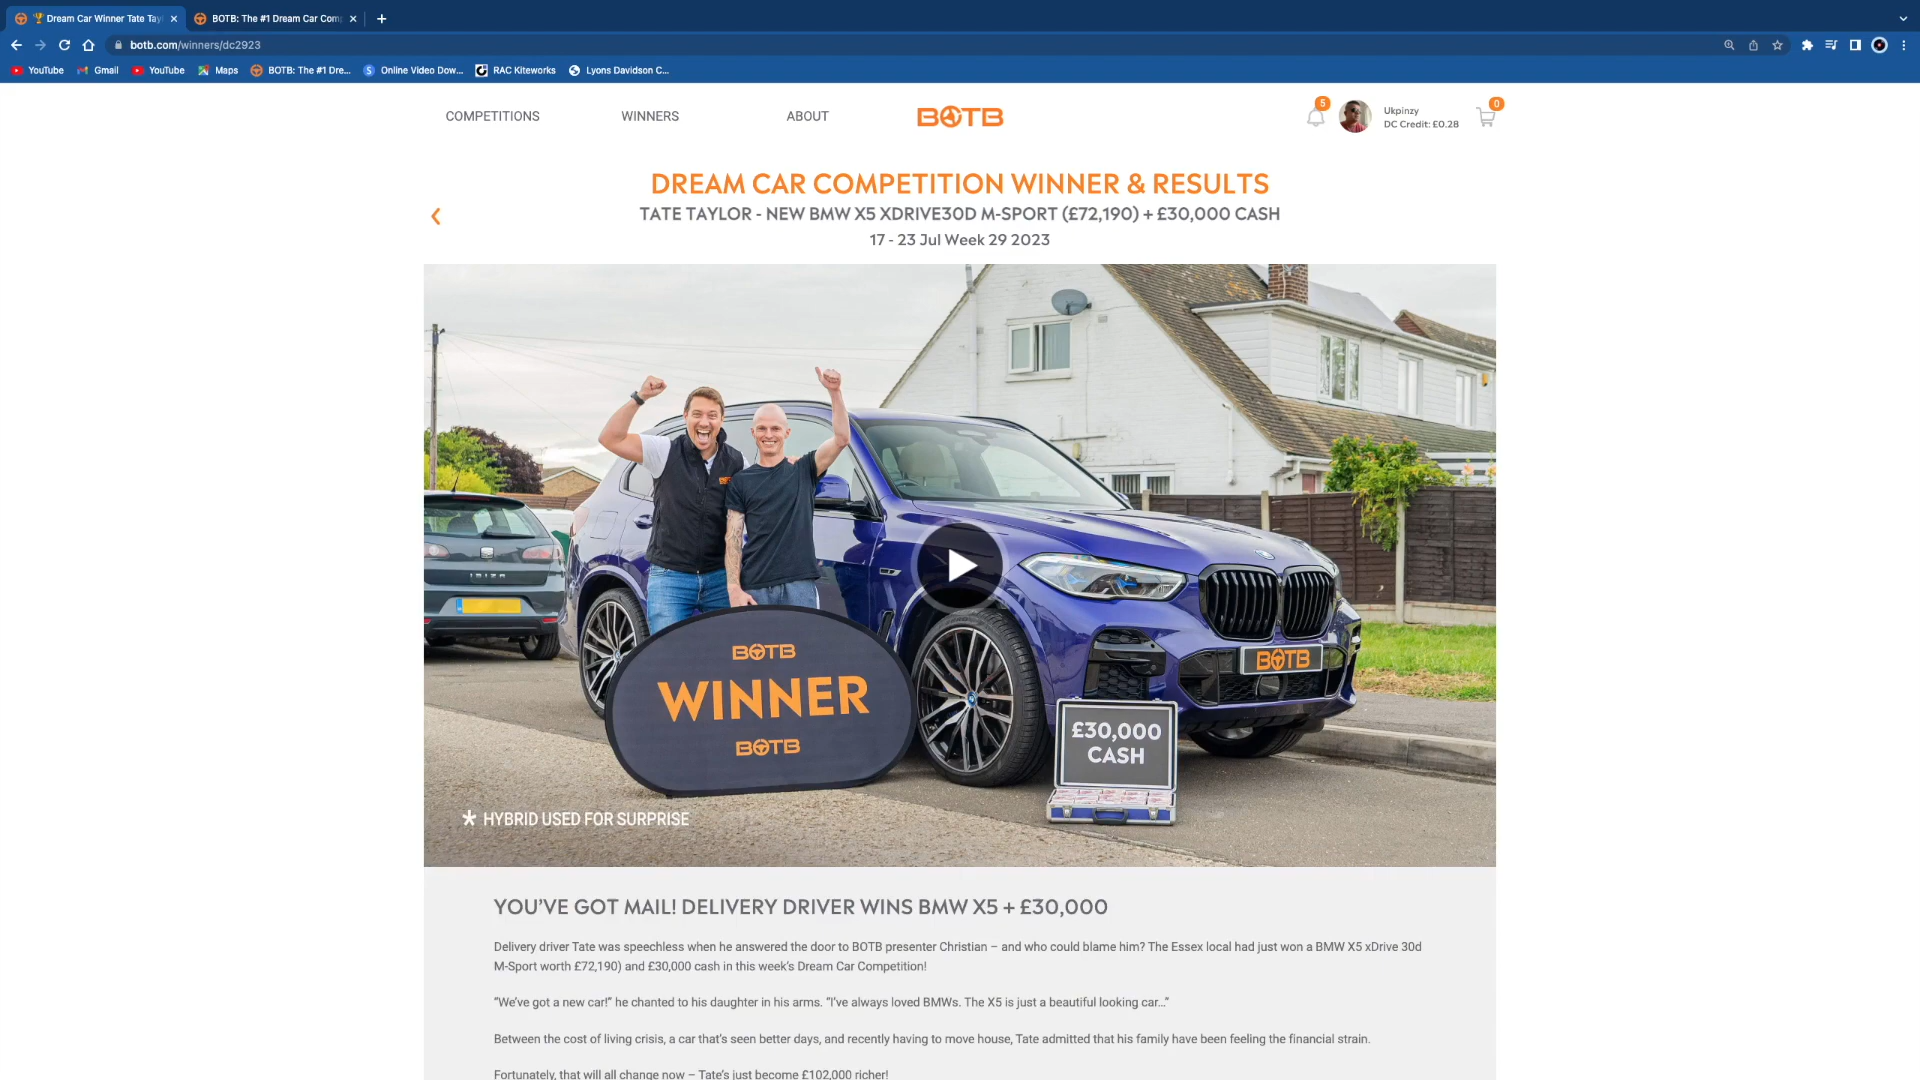 Dream Car Winner Tate Tay
BOTB: The #1 Dream Car Com
botb.com/winners/dc2923
YouTube
Gmail
YouTube
Maps
BOTB: The #1 Dre...
Online Video Dow...
RAC Kiteworks
Lyons Davidson C...
COMPETITIONS
WINNERS
ABOUT
BOTB
5
Ukpinzy
DC Credit: £0.28
0
DREAM CAR COMPETITION WINNER & RESULTS
TATE TAYLOR - NEW BMW X5 XDRIVE30D M-SPORT (£72,190) + £30,000 CASH
17 - 23 Jul Week 29 2023
IBIZA
BOTB
WINNER
BOTB
BOTB
£30,000
CASH
* HYBRID USED FOR SURPRISE
YOU'VE GOT MAIL! DELIVERY DRIVER WINS BMW X5 + £30,000
Delivery driver Tate was speechless when he answered the door to BOTB presenter Christian – and who could blame him? The Essex local had just won a BMW X5 xDrive 30d
M-Sport worth £72,190) and £30,000 cash in this week's Dream Car Competition!
“We've got a new car!” he chanted to his daughter in his arms. “I've always loved BMWs. The X5 is just a beautiful looking car...”
Between the cost of living crisis, a car that's seen better days, and recently having to move house, Tate admitted that his family have been feeling the financial strain.
Fortunately, that will all change now – Tate's just become £102,000 richer!